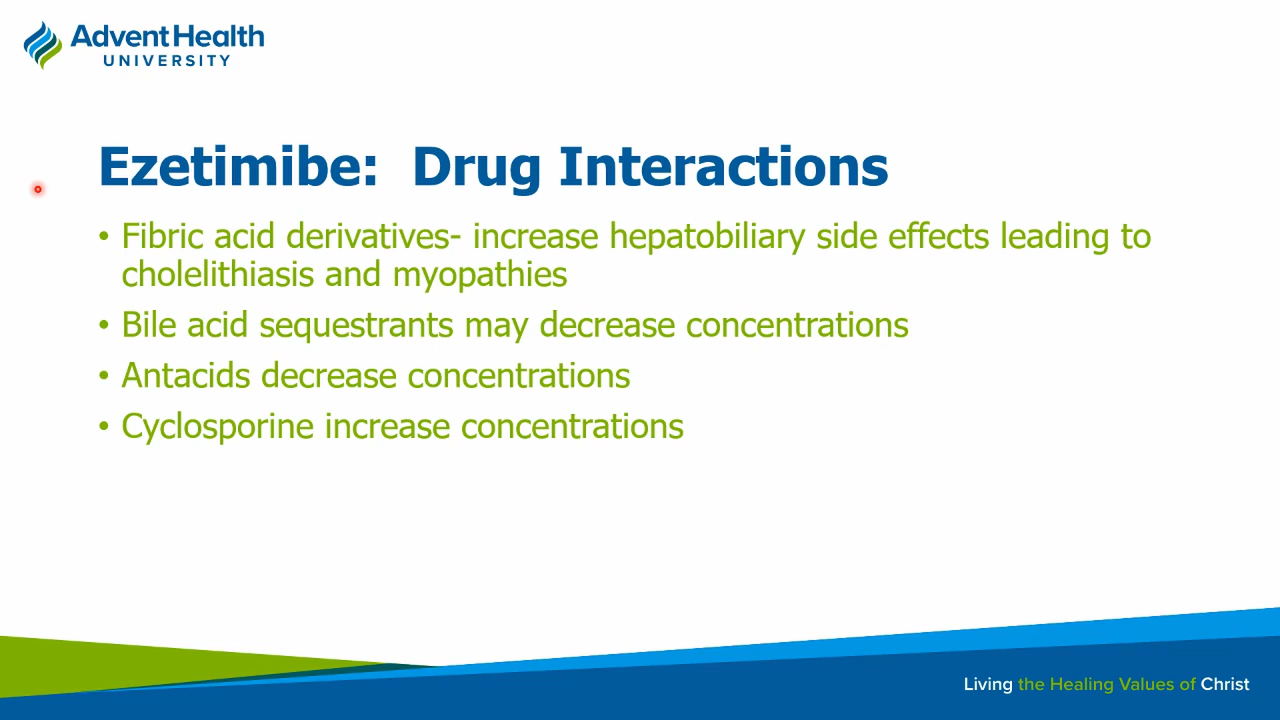 AdventHealth
UNIVERSITY
Ezetimibe: Drug Interactions
• Fibric acid derivatives- increase hepatobiliary side effects leading to
cholelithiasis and myopathies
• Bile acid sequestrants may decrease concentrations
• Antacids decrease concentrations
• Cyclosporine increase concentrations
Living the Healing Values of Christ